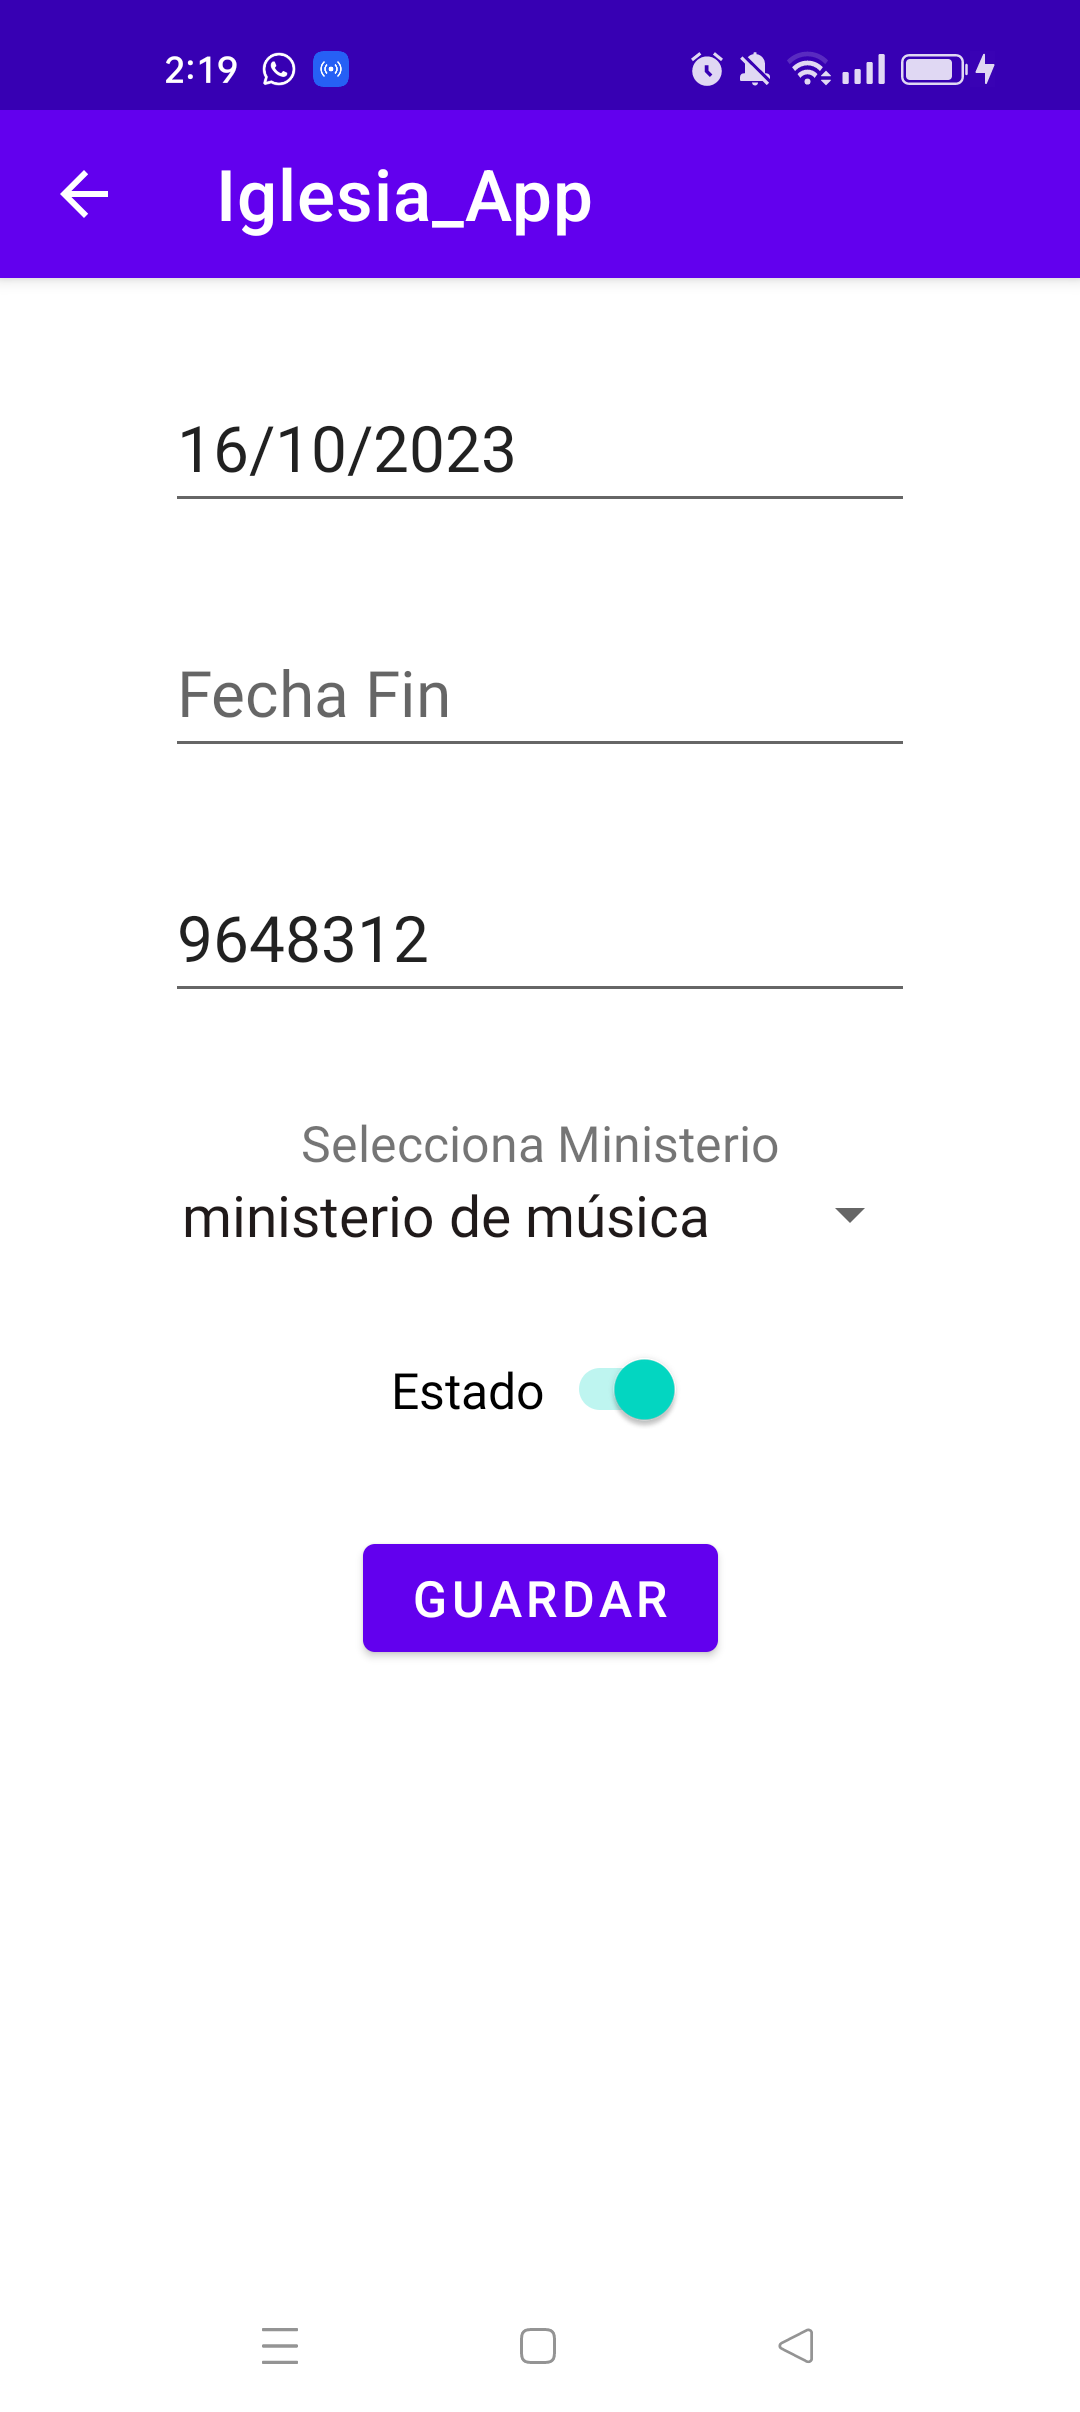 2:19
Iglesia_App
16/10/2023
Fecha Fin
9648312
Selecciona Ministerio
ministerio de música
Estado
GUARDAR